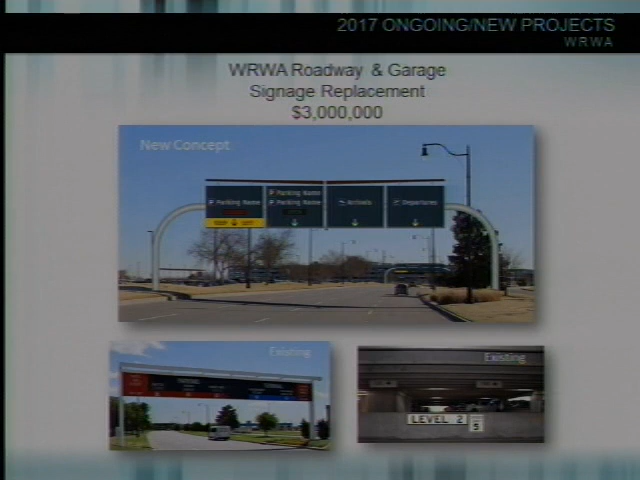 2017 ONGOING/NEW PROJECTS
WRWA
WRWA Roadway & Garage
Signage Replacement
$3,000,000
New Concept
P Parking Name
P Parking Name
P Parking Name
Arrivals
Departures
Existing
Existing
LEVEL 2
5